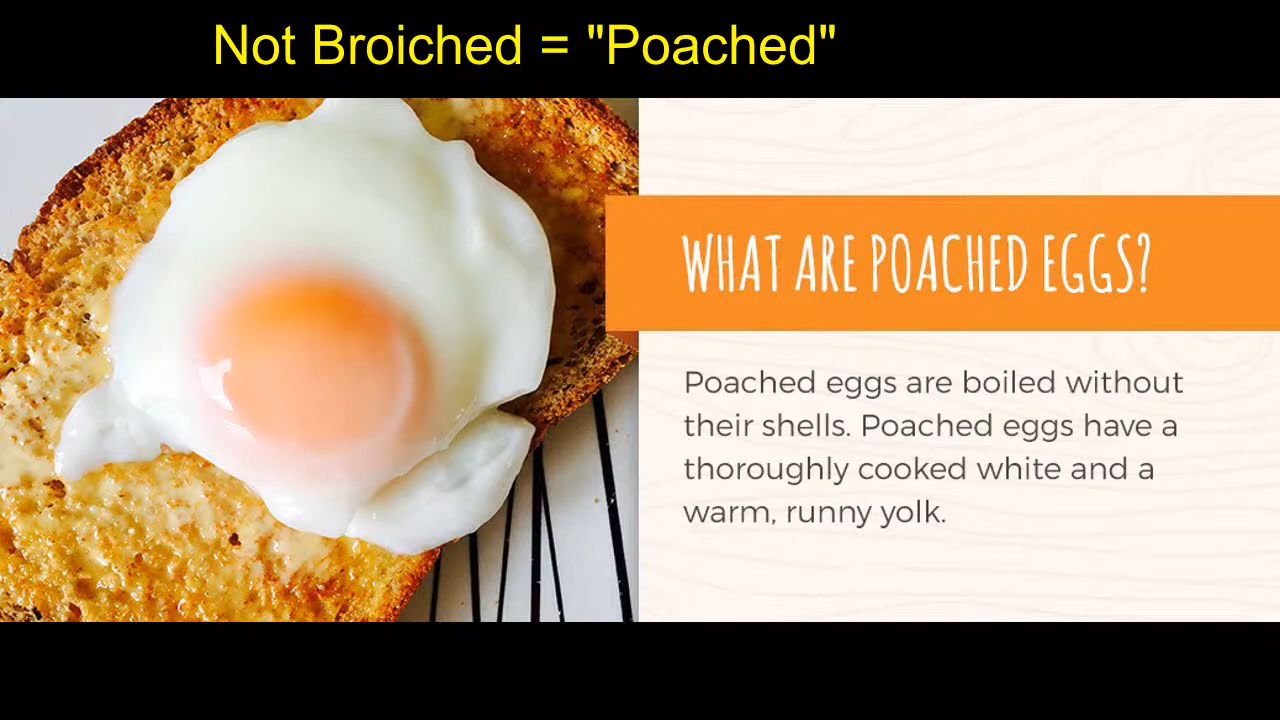 Not Broiched = "Poached"
WHAT ARE POACHED EGGS?
Poached eggs are boiled without
their shells. Poached eggs have a
thoroughly cooked white and a
warm, runny yolk.